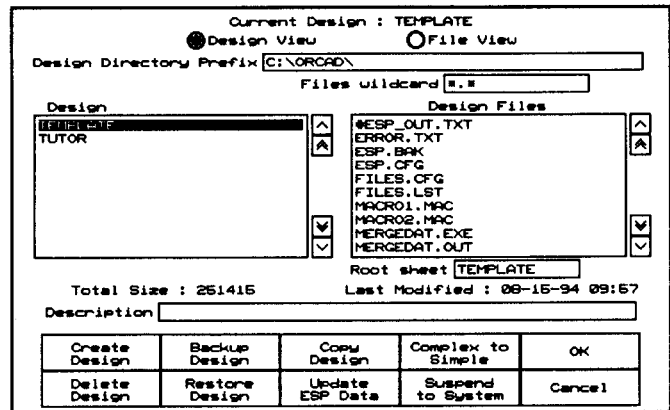 Current Design : TEMPLATE
Design View File View
Design Directory Prefix C:\ORCAD\
Files wildcard *.*
Design
TEMPLATE
TUTOR
Design Files
#ESP_OUT.TXT
ERROR.TXT
ESP.BAK
ESP.CFG
FILES.CFG
FILES.LST
MACRO1.MAC
MACRO2.MAC
MERGEDAT.EXE
MERGEDAT.OUT
Root sheet TEMPLATE
Total Size : 251415 Last Modified : 08-15-94 09:57
Description
Create Design
Backup Design
Copy Design
Complex to Simple
OK
Delete Design
Restore Design
Update ESP Data
Suspend to System
Cancel